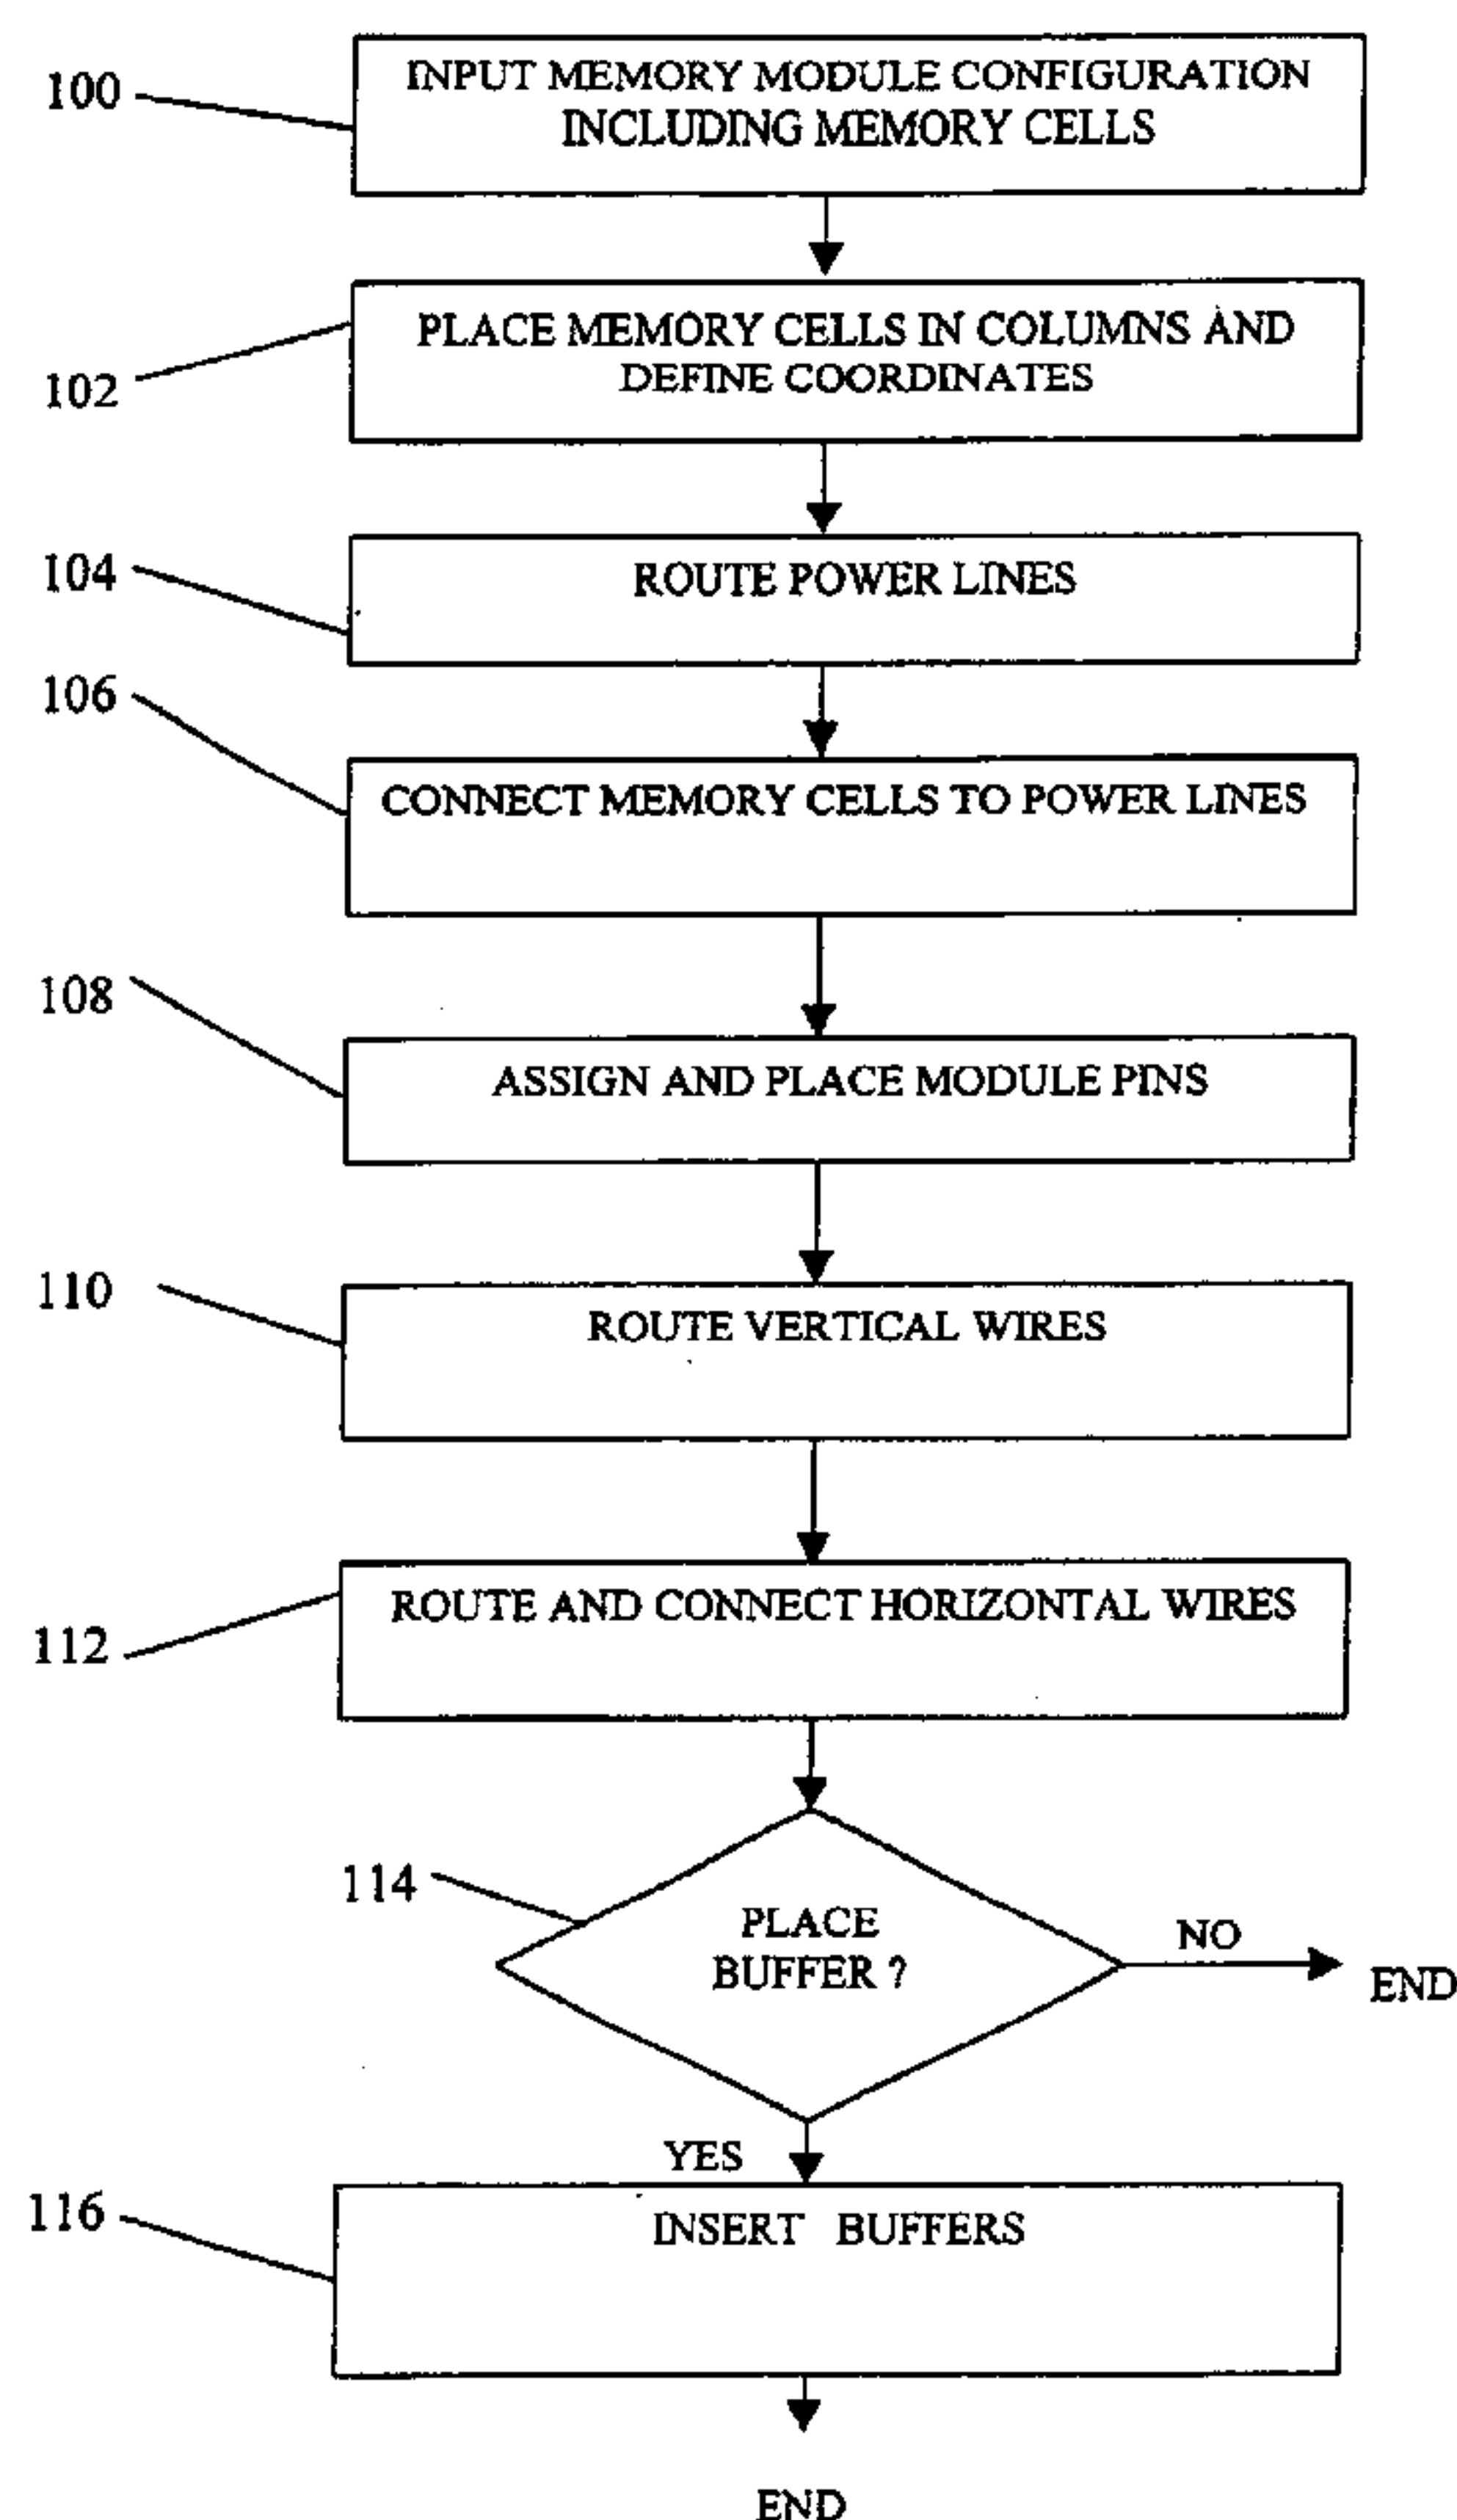 100
INPUT MEMORY MODULE CONFIGURATION
INCLUDING MEMORY CELLS
102
PLACE MEMORY CELLS IN COLUMNS AND
DEFINE COORDINATES
104
ROUTE POWER LINES
106
CONNECT MEMORY CELLS TO POWER LINES
108
ASSIGN AND PLACE MODULE PINS
110
ROUTE VERTICAL WIRES
112
ROUTE AND CONNECT HORIZONTAL WIRES
114
PLACE
BUFFER ?
NO
END
YES
116
INSERT BUFFERS
END